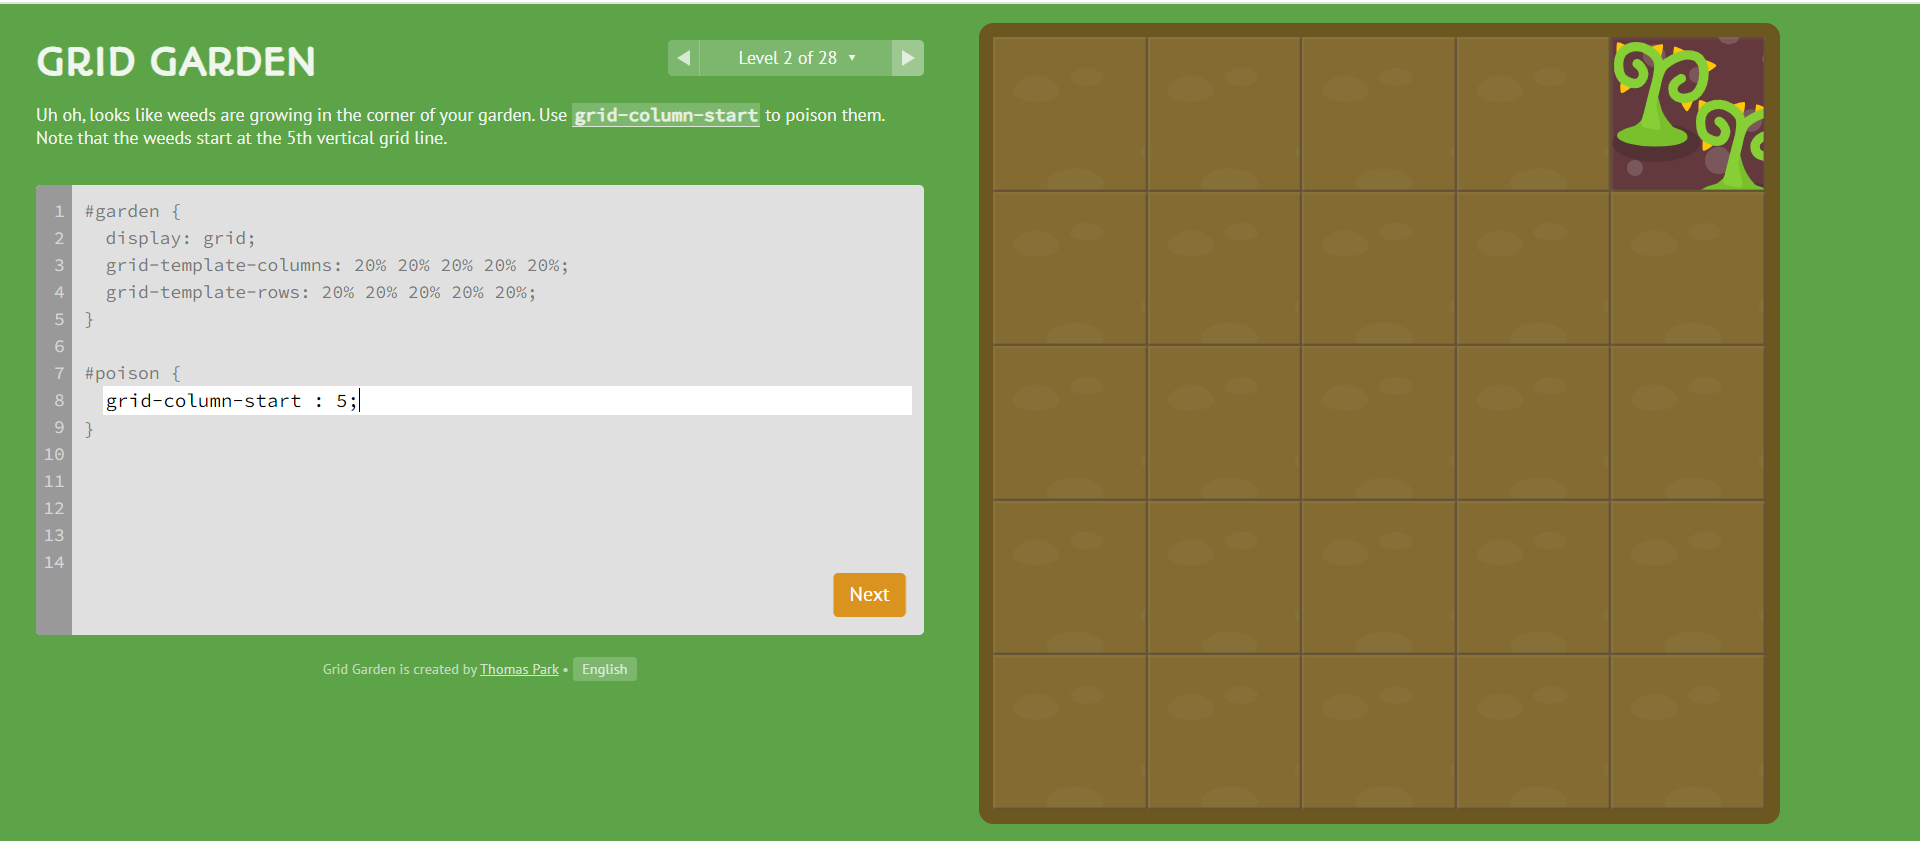 GRID GARDEN
◀ Level 2 of 28 ▾ ▶
Uh oh, looks like weeds are growing in the corner of your garden. Use grid-column-start to poison them.
Note that the weeds start at the 5th vertical grid line.
1 #garden {
2   display: grid;
3   grid-template-columns: 20% 20% 20% 20% 20%;
4   grid-template-rows: 20% 20% 20% 20% 20%;
5 }
6
7 #poison {
8   grid-column-start : 5;
9 }
10
11
12
13
14
Next
Grid Garden is created by Thomas Park • English